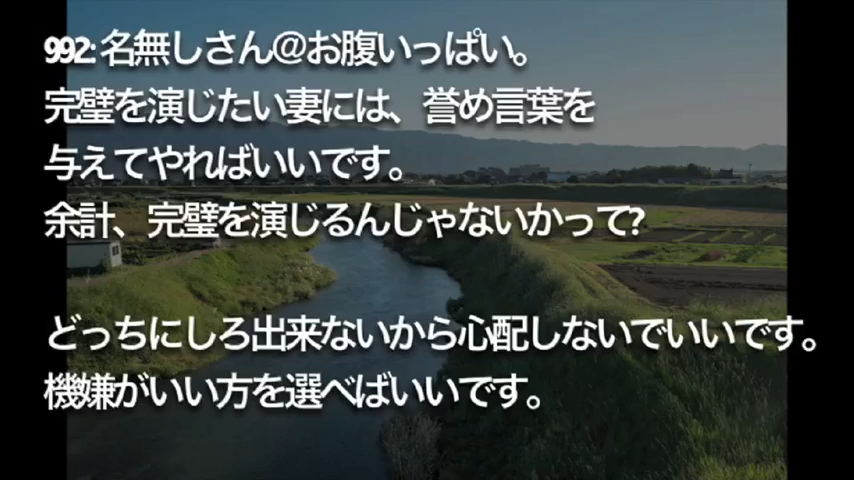 992: 名無しさん@お腹いっぱい。
完璧を演じたい妻には、誉め言葉を
与えてやればいいです。
余計、完璧を演じるんじゃないかって?
どっちにしろ出来ないから心配しないでいいです。
機嫌がいい方を選べばいいです。